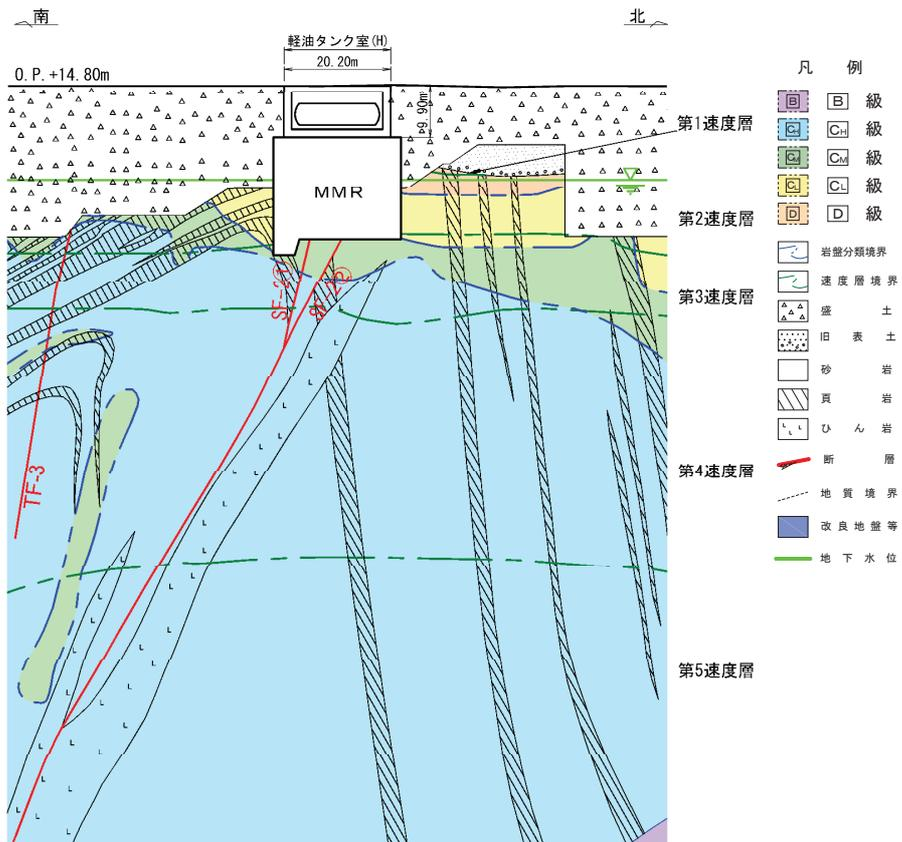 南
北
軽油タンク室(H)
20.20m
O.P.+14.80m
9.90m
MMR
TF-3
第1速度層
第2速度層
第3速度層
第4速度層
第5速度層
凡 例
B B 級
CH CH 級
CM CM 級
CL CL 級
D D 級
岩盤分類境界
速度層境界
盛 土
旧 表 土
砂 岩
頁 岩
ひ ん 岩
断 層
地質境界
改良地盤等
地 下 水 位